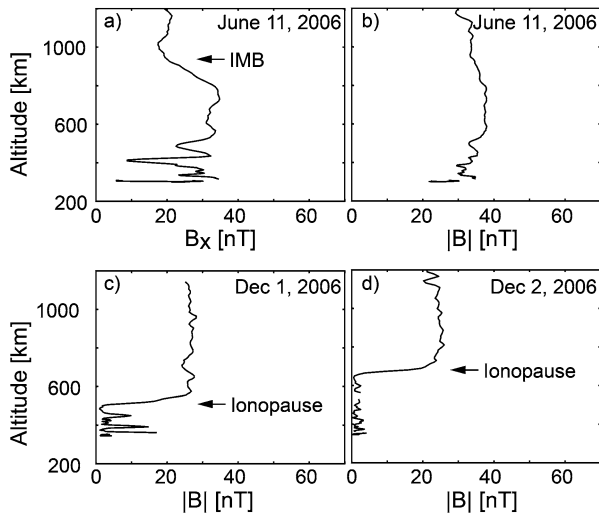 a) June 11, 2006
b) June 11, 2006
1000
IMB
Altitude [km]
600
200
0 20 40 60
0 20 40 60
Bx [nT]
|B| [nT]
c) Dec 1, 2006
d) Dec 2, 2006
1000
Altitude [km]
600
Ionopause
Ionopause
200
0 20 40 60
0 20 40 60
|B| [nT]
|B| [nT]